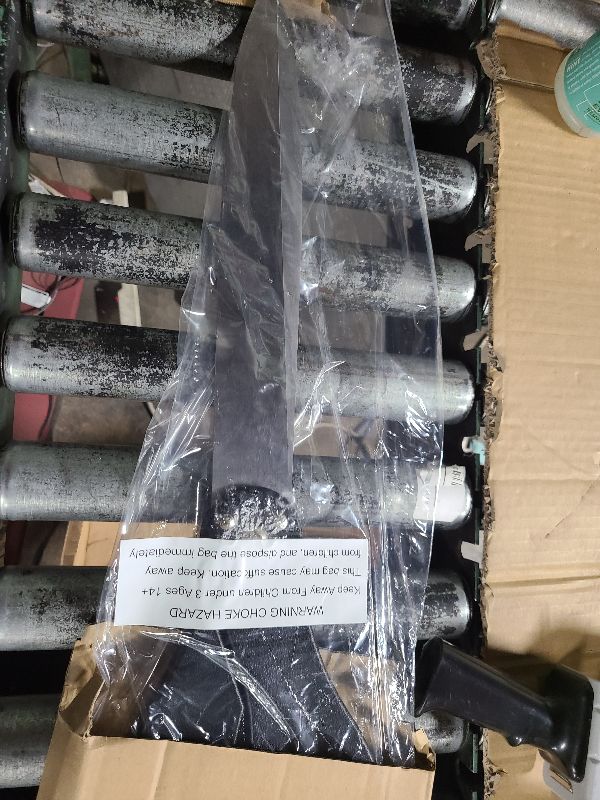 WARNING CHOKE HAZARD
Keep Away From Children under 3 Ages 14+
This bag may cause suffocation. Keep away
from children, and dispose the bag immediately